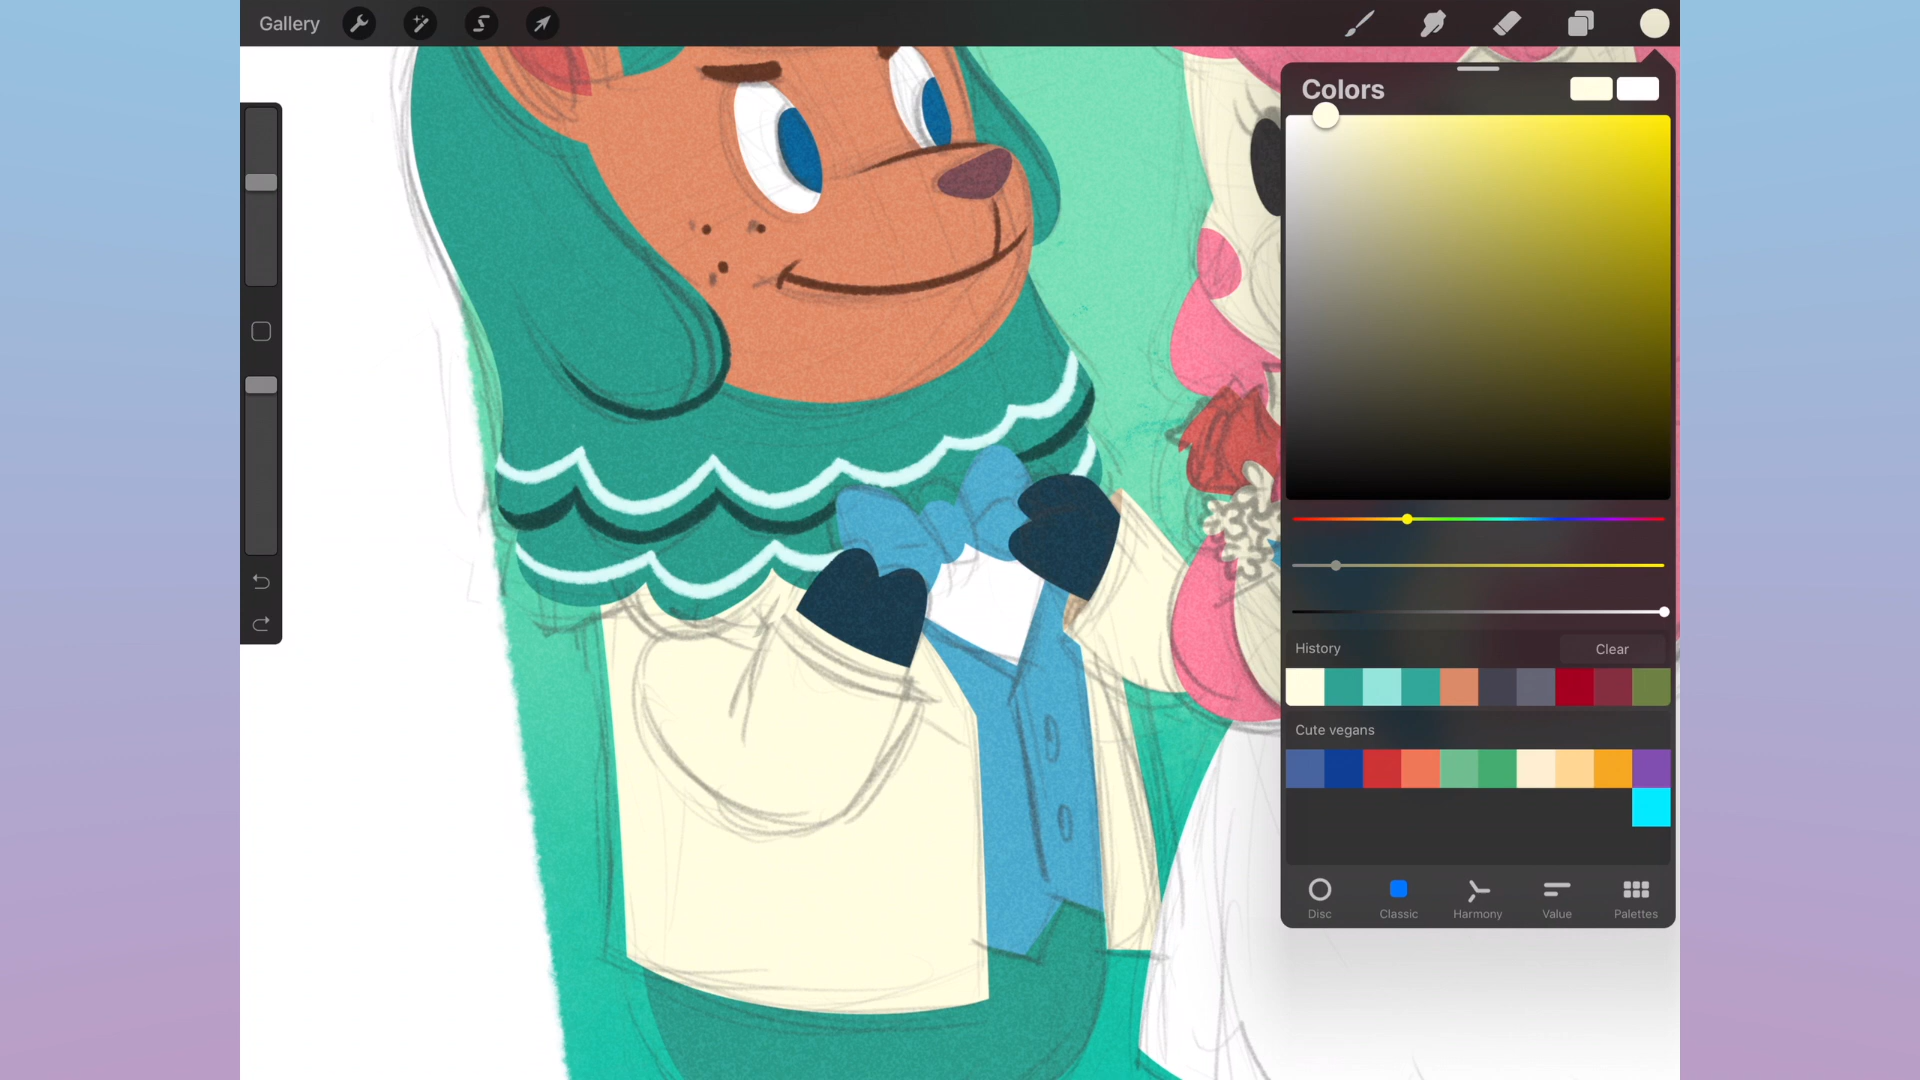 Gallery
Colors
History
Clear
Cute vegans
Disc
Classic
Harmony
Value
Palettes